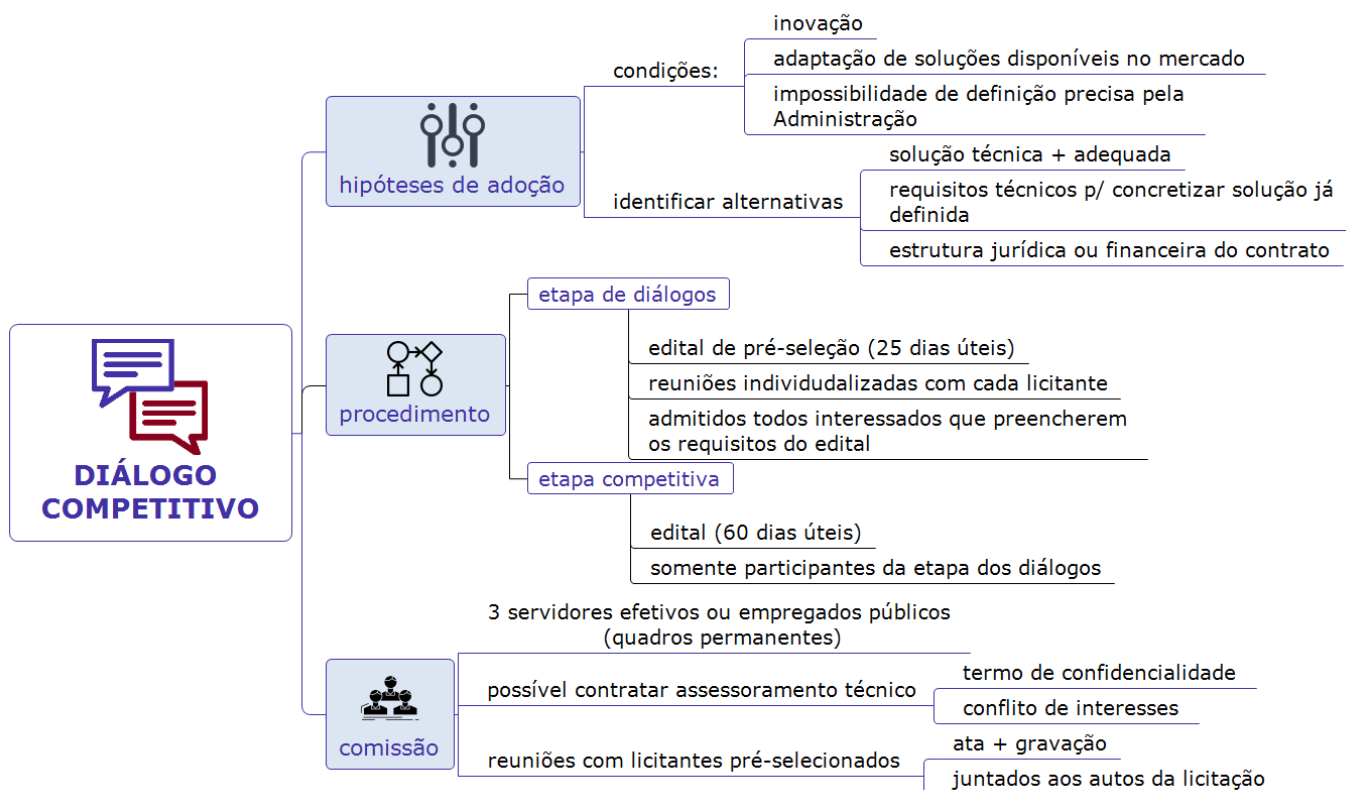 DIÁLOGO
COMPETITIVO
hipóteses de adoção
condições:
inovação
adaptação de soluções disponíveis no mercado
impossibilidade de definição precisa pela
Administração
identificar alternativas
solução técnica + adequada
requisitos técnicos p/ concretizar solução já
definida
estrutura jurídica ou financeira do contrato
procedimento
etapa de diálogos
edital de pré-seleção (25 dias úteis)
reuniões individudalizadas com cada licitante
admitidos todos interessados que preencherem
os requisitos do edital
etapa competitiva
edital (60 dias úteis)
somente participantes da etapa dos diálogos
comissão
3 servidores efetivos ou empregados públicos
(quadros permanentes)
possível contratar assessoramento técnico
termo de confidencialidade
conflito de interesses
reuniões com licitantes pré-selecionados
ata + gravação
juntados aos autos da licitação